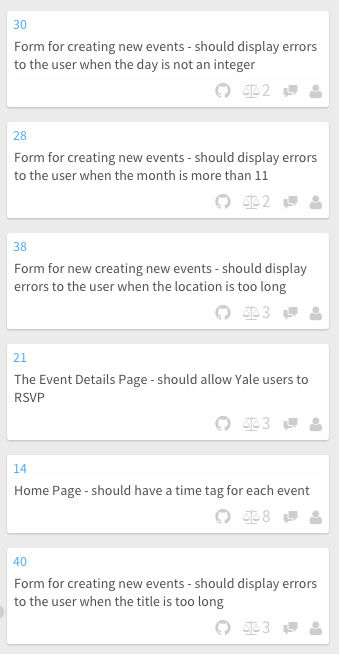 30
Form for creating new events - should display errors
to the user when the day is not an integer
2
28
Form for creating new events - should display errors
to the user when the month is more than 11
2
38
Form for new creating new events - should display
errors to the user when the location is too long
3
21
The Event Details Page - should allow Yale users to
RSVP
3
14
Home Page - should have a time tag for each event
8
40
Form for creating new events - should display errors
to the user when the title is too long
3